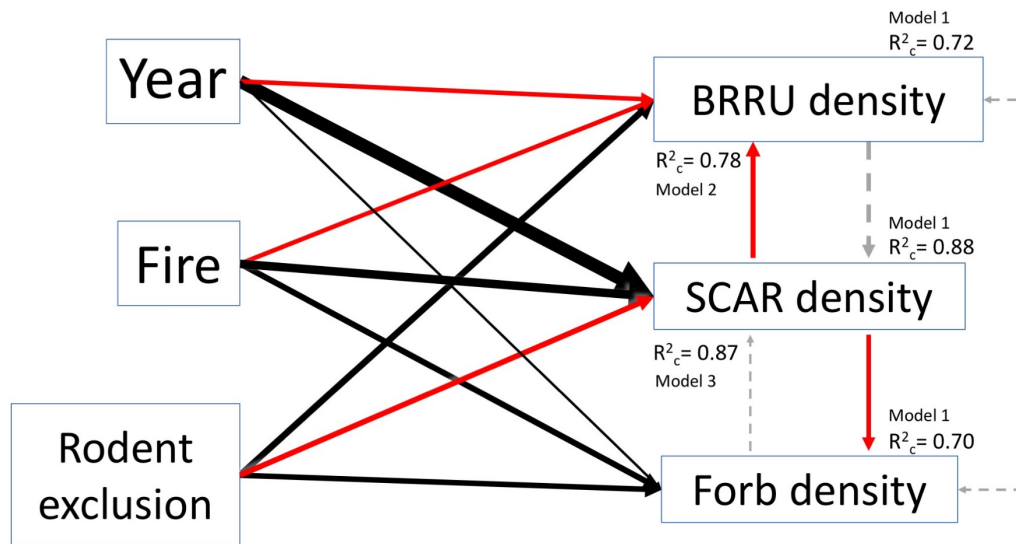 Model 1
R²c= 0.72
Year
BRRU density
R²c= 0.78
Model 2
Model 1
R²c= 0.88
Fire
SCAR density
R²c= 0.87
Model 3
Model 1
R²c= 0.70
Rodent
exclusion
Forb density